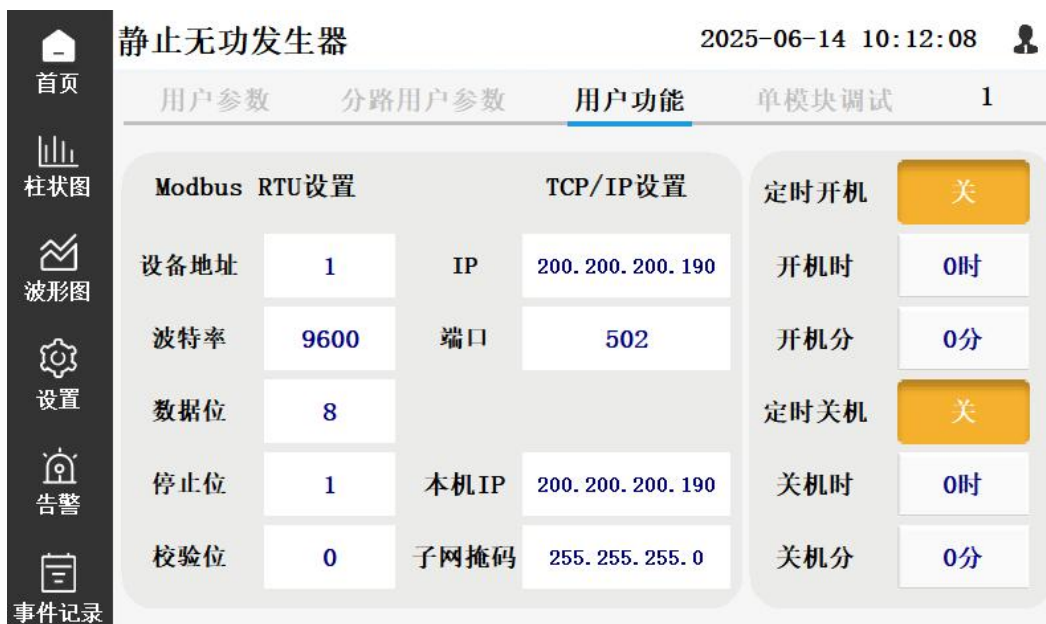 静止无功发生器 2025-06-14 10:12:08
首页
柱状图
波形图
设置
告警
事件记录
用户参数 分路用户参数 用户功能 单模块调试 1
Modbus RTU设置 TCP/IP设置
设备地址 1 IP 200.200.200.190
波特率 9600 端口 502
数据位 8
停止位 1 本机IP 200.200.200.190
校验位 0 子网掩码 255.255.255.0
定时开机 关
开机时 0时
开机分 0分
定时关机 关
关机时 0时
关机分 0分